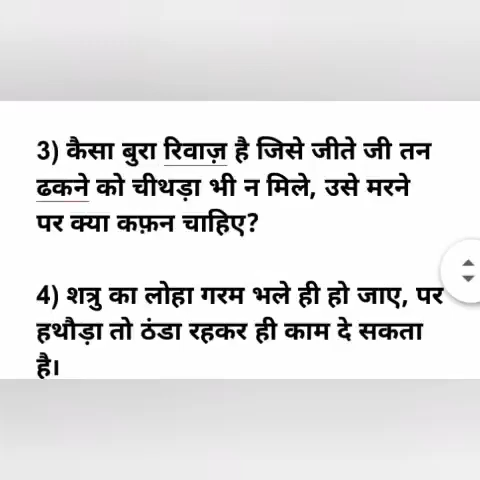 3) कैसा बुरा रिवाज़ है जिसे जीते जी तन
ढकने को चीथड़ा भी न मिले, उसे मरने
पर क्या कफ़न चाहिए?
4) शत्रु का लोहा गरम भले ही हो जाए, पर
हथौड़ा तो ठंडा रहकर ही काम दे सकता
है।